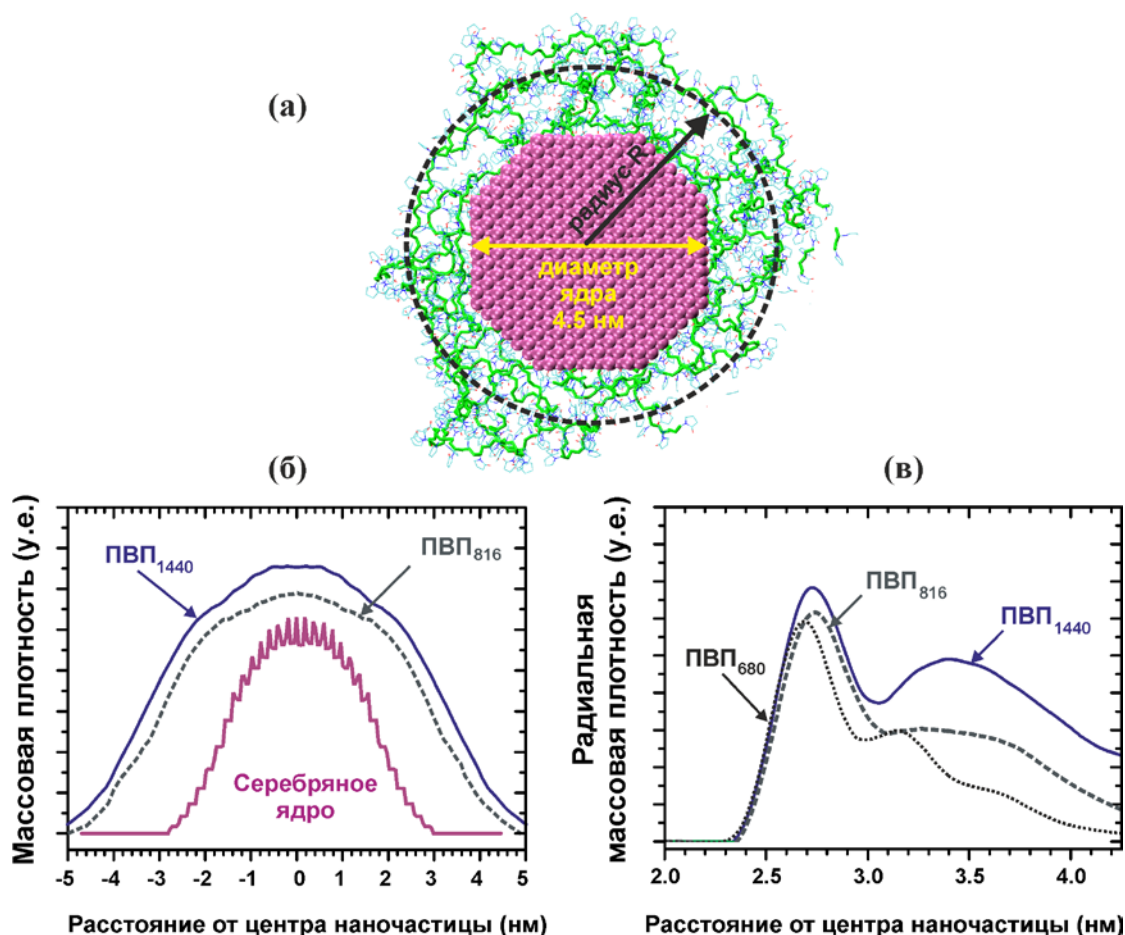 (а)
радиус R
диаметр
ядра
4.5 нм
(б)
(в)
Массовая плотность (у.е.)
ПВП1440
ПВП816
Серебряное
ядро
-5 -4 -3 -2 -1 0 1 2 3 4 5
Расстояние от центра наночастицы (нм)
Радиальная
массовая плотность (у.е.)
ПВП816
ПВП1440
ПВП680
2.0 2.5 3.0 3.5 4.0
Расстояние от центра наночастицы (нм)